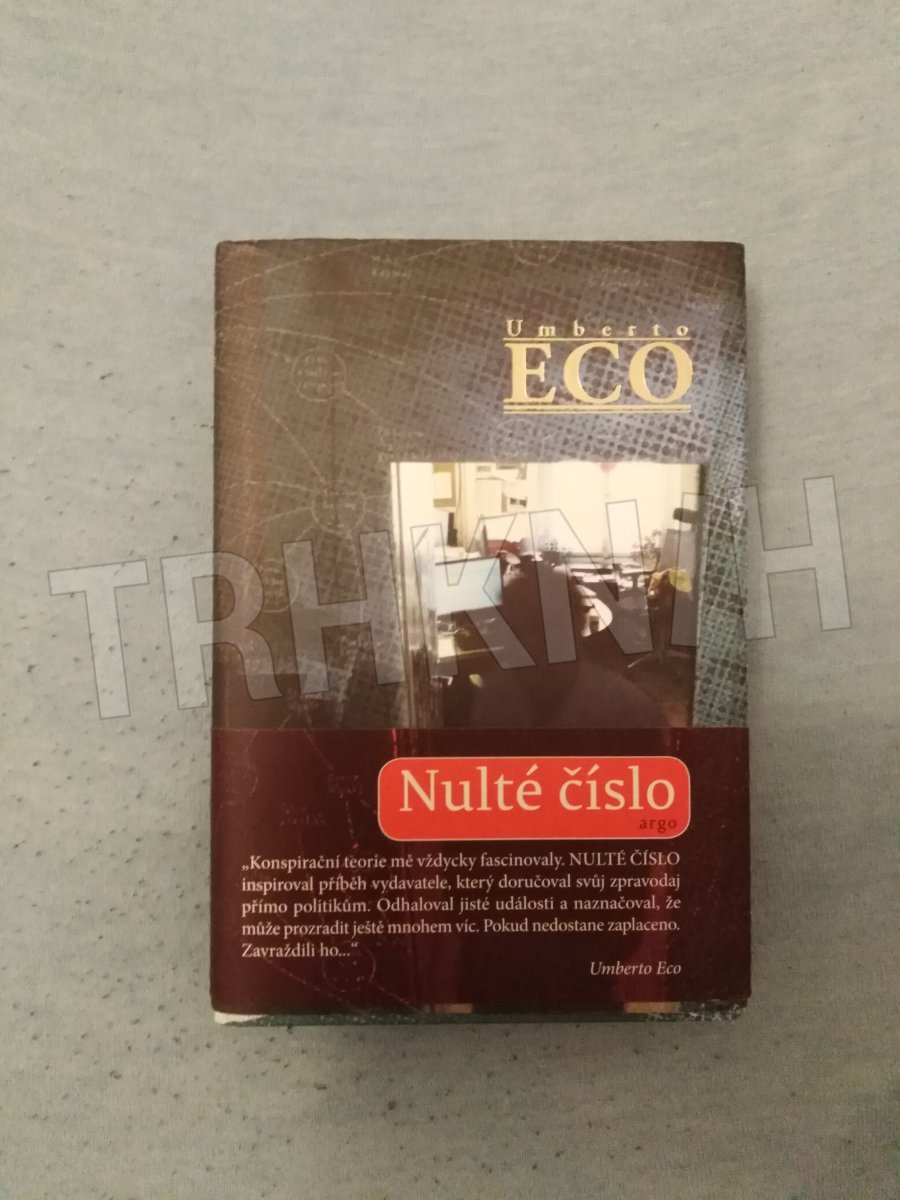 Umberto
ECO
TRHKNIH
Nulté číslo
argo
„Konspirační teorie mě vždycky fascinovaly. NULTÉ ČÍSLO
inspiroval příběh vydavatele, který doručoval svůj zpravodaj
přímo politikům. Odhaloval jisté události a naznačoval, že
může prozradit ještě mnohem víc. Pokud nedostane zaplaceno.
Zavraždili ho...“
Umberto Eco